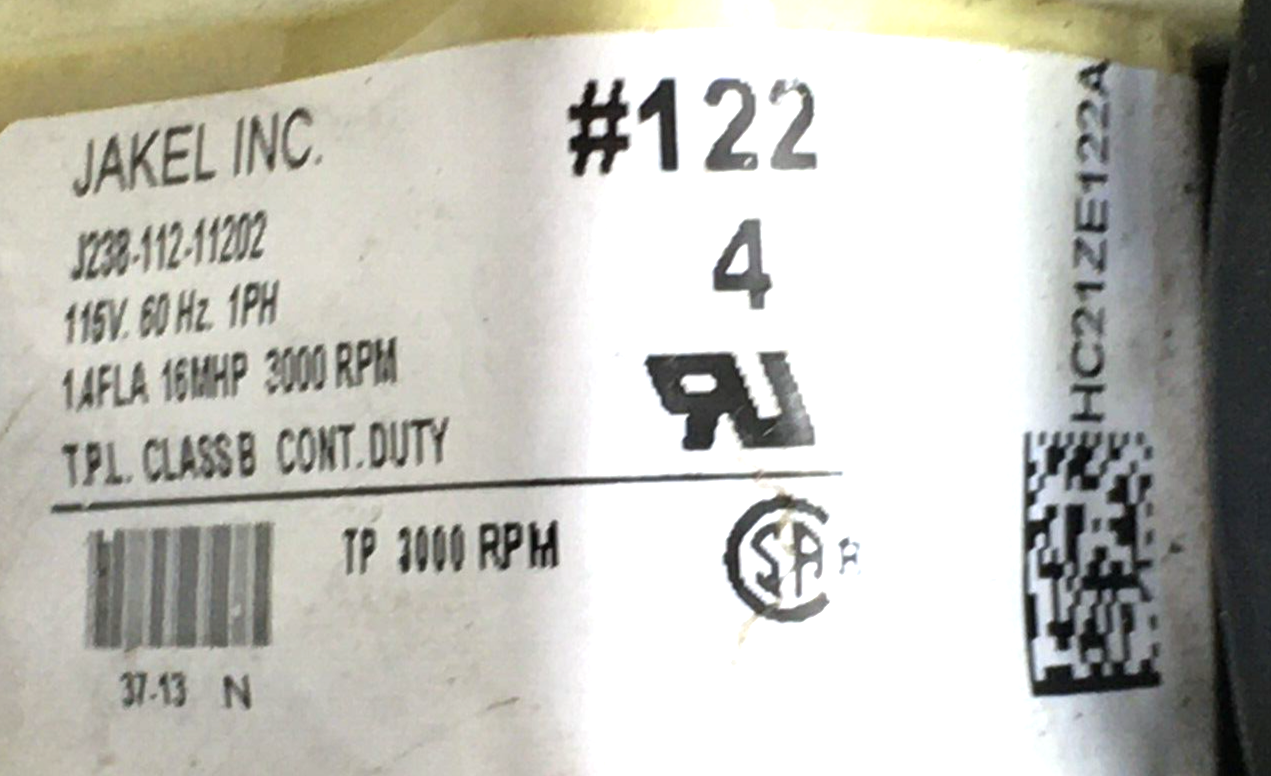 JAKEL INC.
J238-112-11202
115V. 60 Hz. 1PH
1.4FLA 16MHP 3000 RPM
T.P.L. CLASS B CONT. DUTY
TP 3000 RPM
37-13 N
#122
4
SA
HC21ZE122A